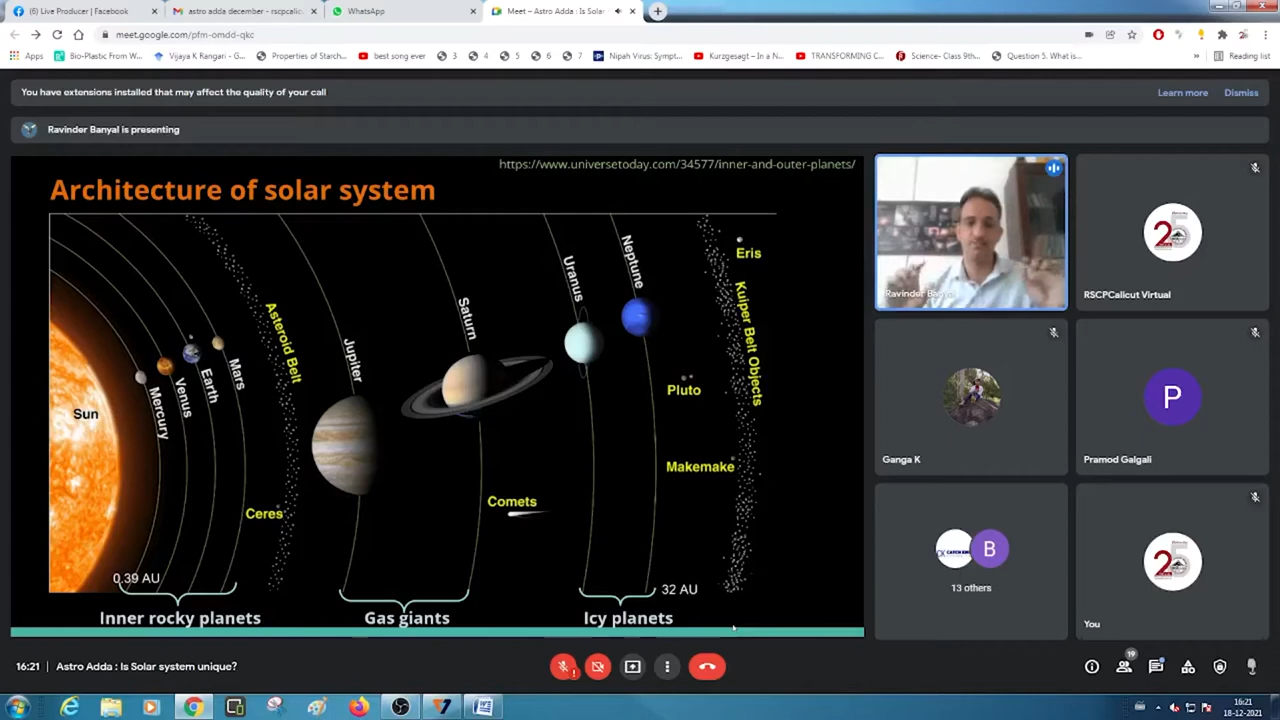 (5) Live Producer | Facebook
astro adda december - rscpcalic
WhatsApp
Meet – Astro Adda : Is Solar
meet.google.com/pfm-omdd-qkc
Apps
Bio-Plastic From W...
Vijaya K Rangari - G...
Properties of Starch...
best song ever
3
4
5
6
7
Nipah Virus: Sympt...
Kurzgesagt – In a N...
TRANSFORMING C...
Science- Class 9th...
Question 5. What is...
»
Reading list
You have extensions installed that may affect the quality of your call
Learn more
Dismiss
Ravinder Banyal is presenting
https://www.universetoday.com/34577/inner-and-outer-planets/
Architecture of solar system
Sun
Mercury
Venus
Earth
Mars
Asteroid Belt
Ceres
Jupiter
Saturn
Comets
Uranus
Neptune
Pluto
Makemake
Eris
Kuiper Belt Objects
0.39 AU
32 AU
Inner rocky planets
Gas giants
Icy planets
Ravinder Banyal
25
RSCPCalicut Virtual
Ganga K
P
Pramod Galgali
B
13 others
25
You
16:21
Astro Adda : Is Solar system unique?
19
16:21
18-12-2021